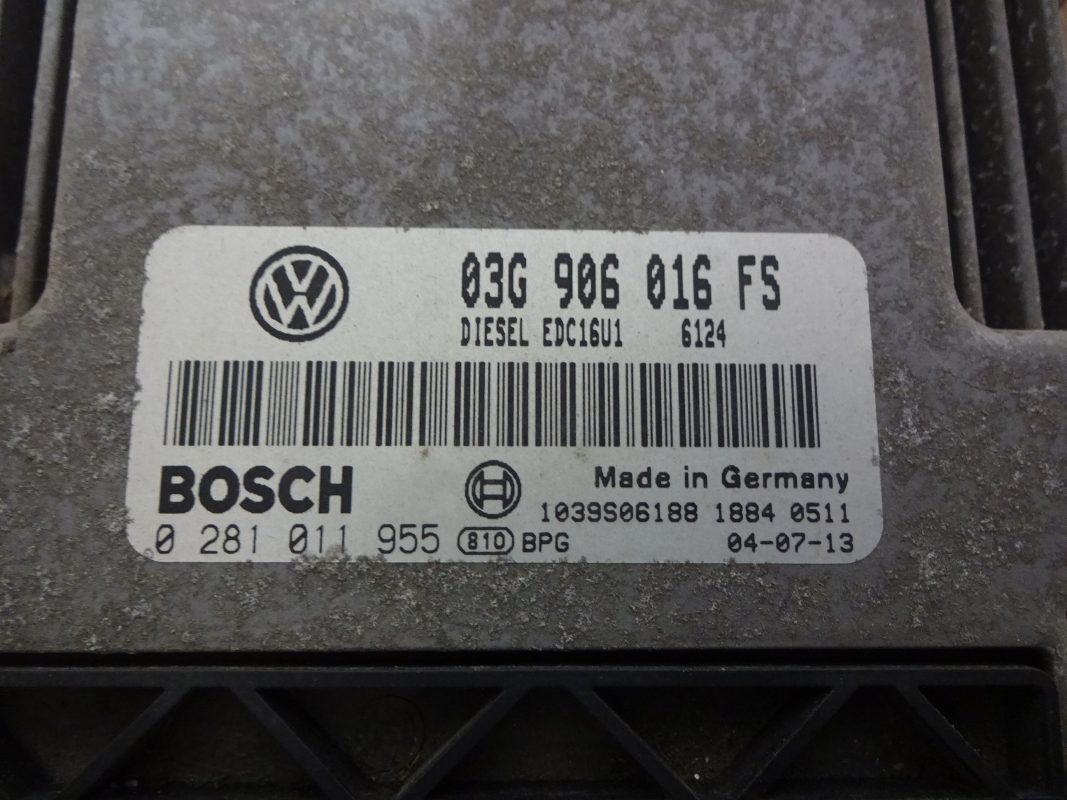 03G 906 016 FS
DIESEL EDC16U1 6124
BOSCH
Made in Germany
1039S06188 1884 0511
0 281 011 955 810 BPG 04-07-13